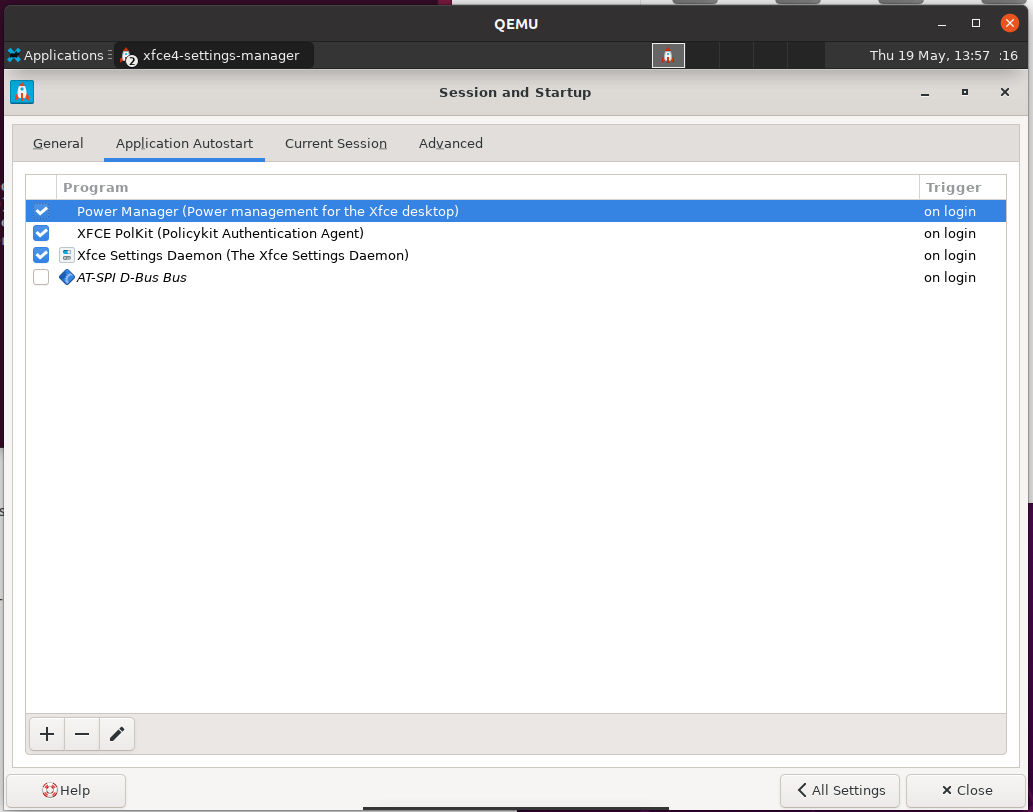 QEMU
Applications
2
xfce4-settings-manager
Thu 19 May, 13:57
:16
Session and Startup
General
Application Autostart
Current Session
Advanced
Program
Trigger
Power Manager (Power management for the Xfce desktop)
on login
XFCE PolKit (Policykit Authentication Agent)
on login
Xfce Settings Daemon (The Xfce Settings Daemon)
on login
AT-SPI D-Bus Bus
on login
Help
All Settings
Close